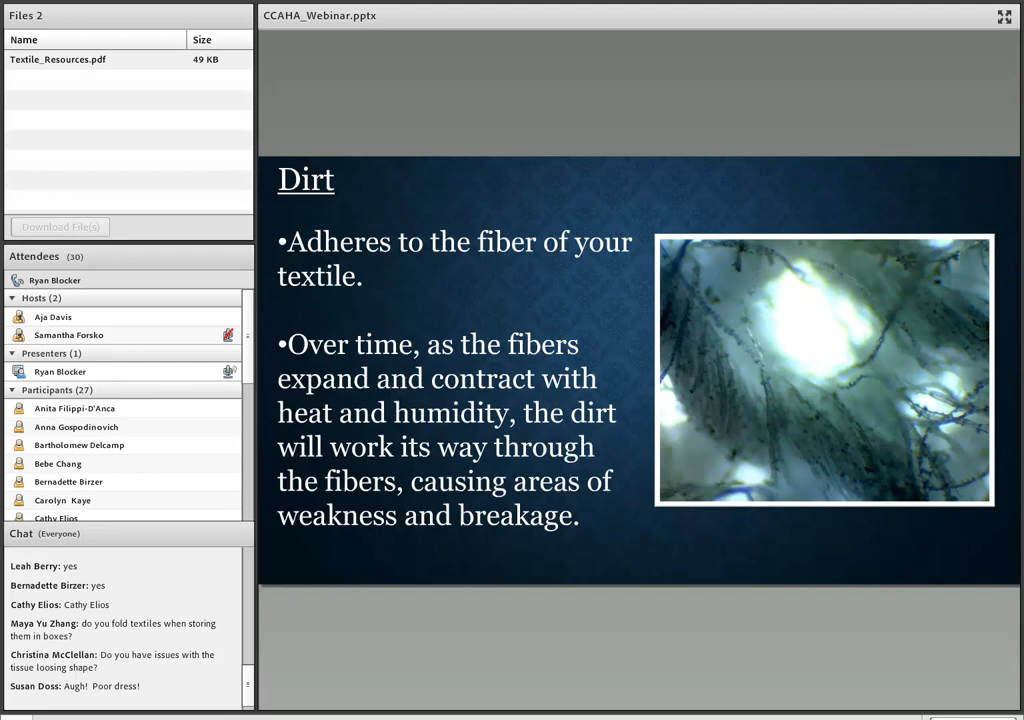 Files 2
Name Size
Textile_Resources.pdf 49 KB
Download File(s)
Attendees (30)
Ryan Blocker
Hosts (2)
Aja Davis
Samantha Forsko
Presenters (1)
Ryan Blocker
Participants (27)
Anita Filippi-D'Anca
Anna Gospodinovich
Bartholomew Delcamp
Bebe Chang
Bernadette Birzer
Carolyn Kaye
Cathy Elios
Chat (Everyone)
Leah Berry: yes
Bernadette Birzer: yes
Cathy Elios: Cathy Elios
Maya Yu Zhang: do you fold textiles when storing
them in boxes?
Christina McClellan: Do you have issues with the
tissue loosing shape?
Susan Doss: Augh! Poor dress!
CCAHA_Webinar.pptx
Dirt
•Adheres to the fiber of your
textile.
•Over time, as the fibers
expand and contract with
heat and humidity, the dirt
will work its way through
the fibers, causing areas of
weakness and breakage.